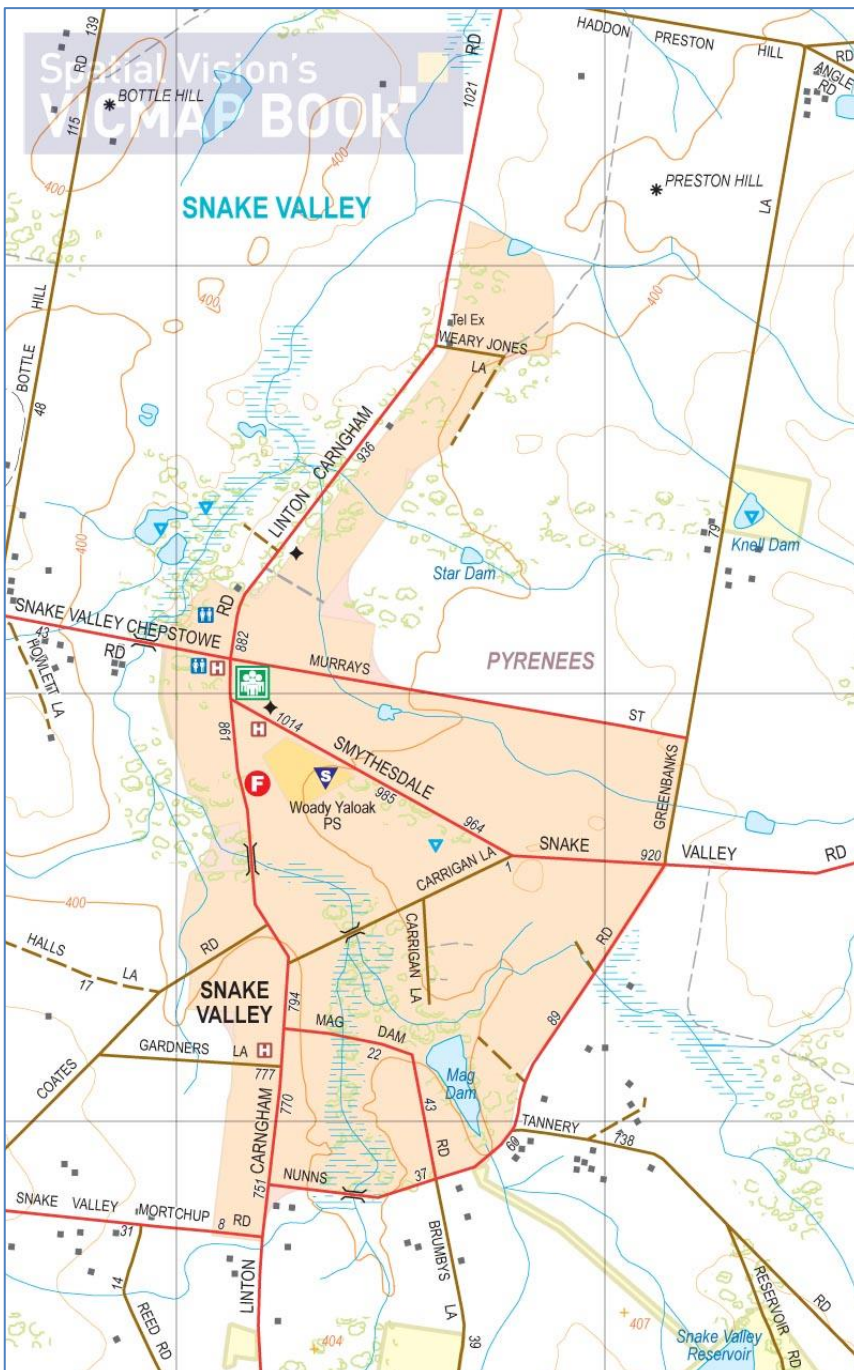 139
RD
HADDON PRESTON HILL RD
Spatial Vision's
VICMAP BOOK
BOTTLE HILL
115
RD
1021
ANGLE
RD
400
400
PRESTON HILL
LA
SNAKE VALLEY
400
400
HILL
BOTTLE
48
Tel Ex
WEARY JONES
LA
LINTON CARNGHAM
936
RD
79
Knell Dam
400
Star Dam
SNAKE VALLEY CHEPSTOWE
RD
43
HOWLETT LA
882
MURRAYS ST
PYRENEES
H
861
1014
H
SMYTHESDALE
985
964
F
S
Woady Yaloak
PS
GREENBANKS
SNAKE VALLEY RD
920
CARRIGAN LA
1
CARRIGAN LA
400
HALLS LA
17
RD
COATES
SNAKE
VALLEY
794
MAG DAM
22
RD
89
GARDNERS LA
H
777
770
CARNGHAM
Mag
Dam
43
RD
TANNERY
60
738
NUNNS
37
751
SNAKE VALLEY MORTCHUP RD
31
8
14
REED RD
LINTON
BRUMBYS
LA
39
RESERVOIR
RD
RD
404
407
Snake Valley
Reservoir